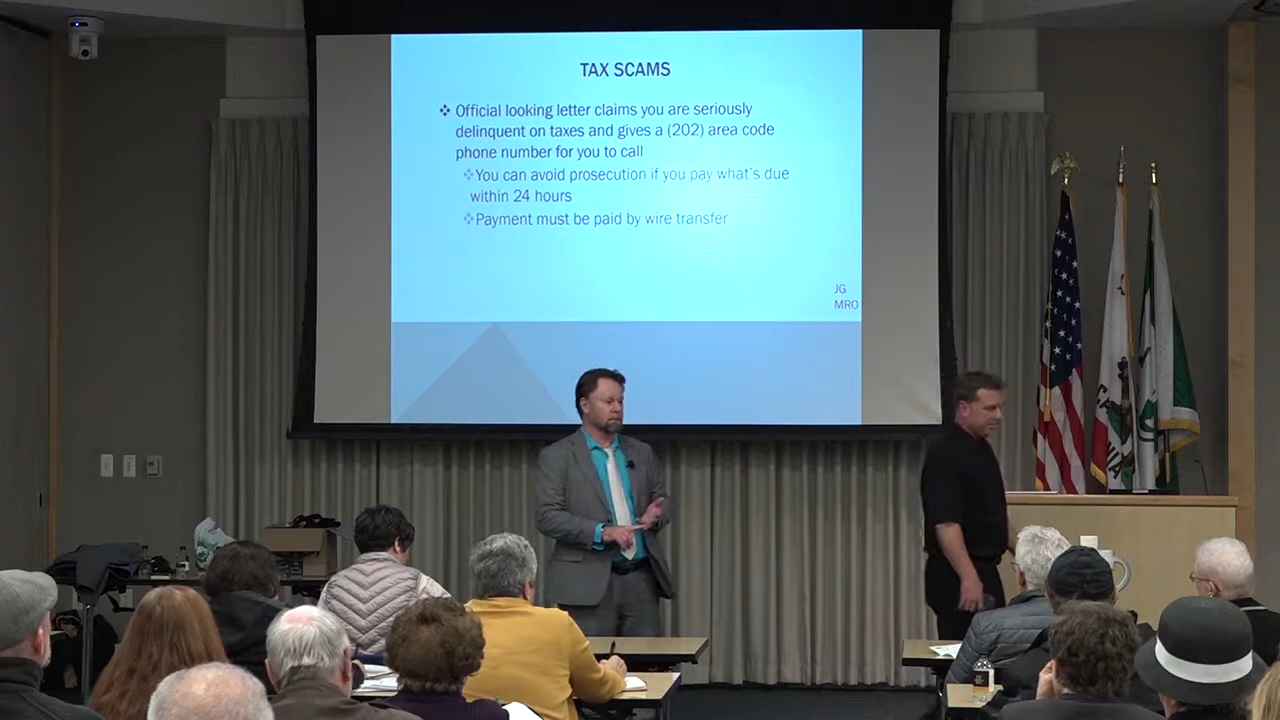 TAX SCAMS
❖ Official looking letter claims you are seriously
delinquent on taxes and gives a (202) area code
phone number for you to call
❖You can avoid prosecution if you pay what's due
within 24 hours
❖Payment must be paid by wire transfer
JG
MRO